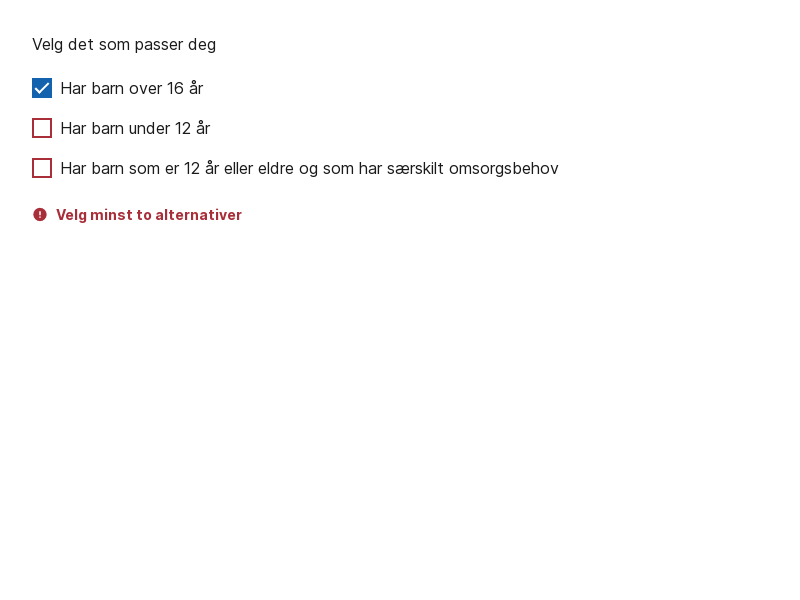 Velg det som passer deg
Har barn over 16 år
Har barn under 12 år
Har barn som er 12 år eller eldre og som har særskilt omsorgsbehov
Velg minst to alternativer